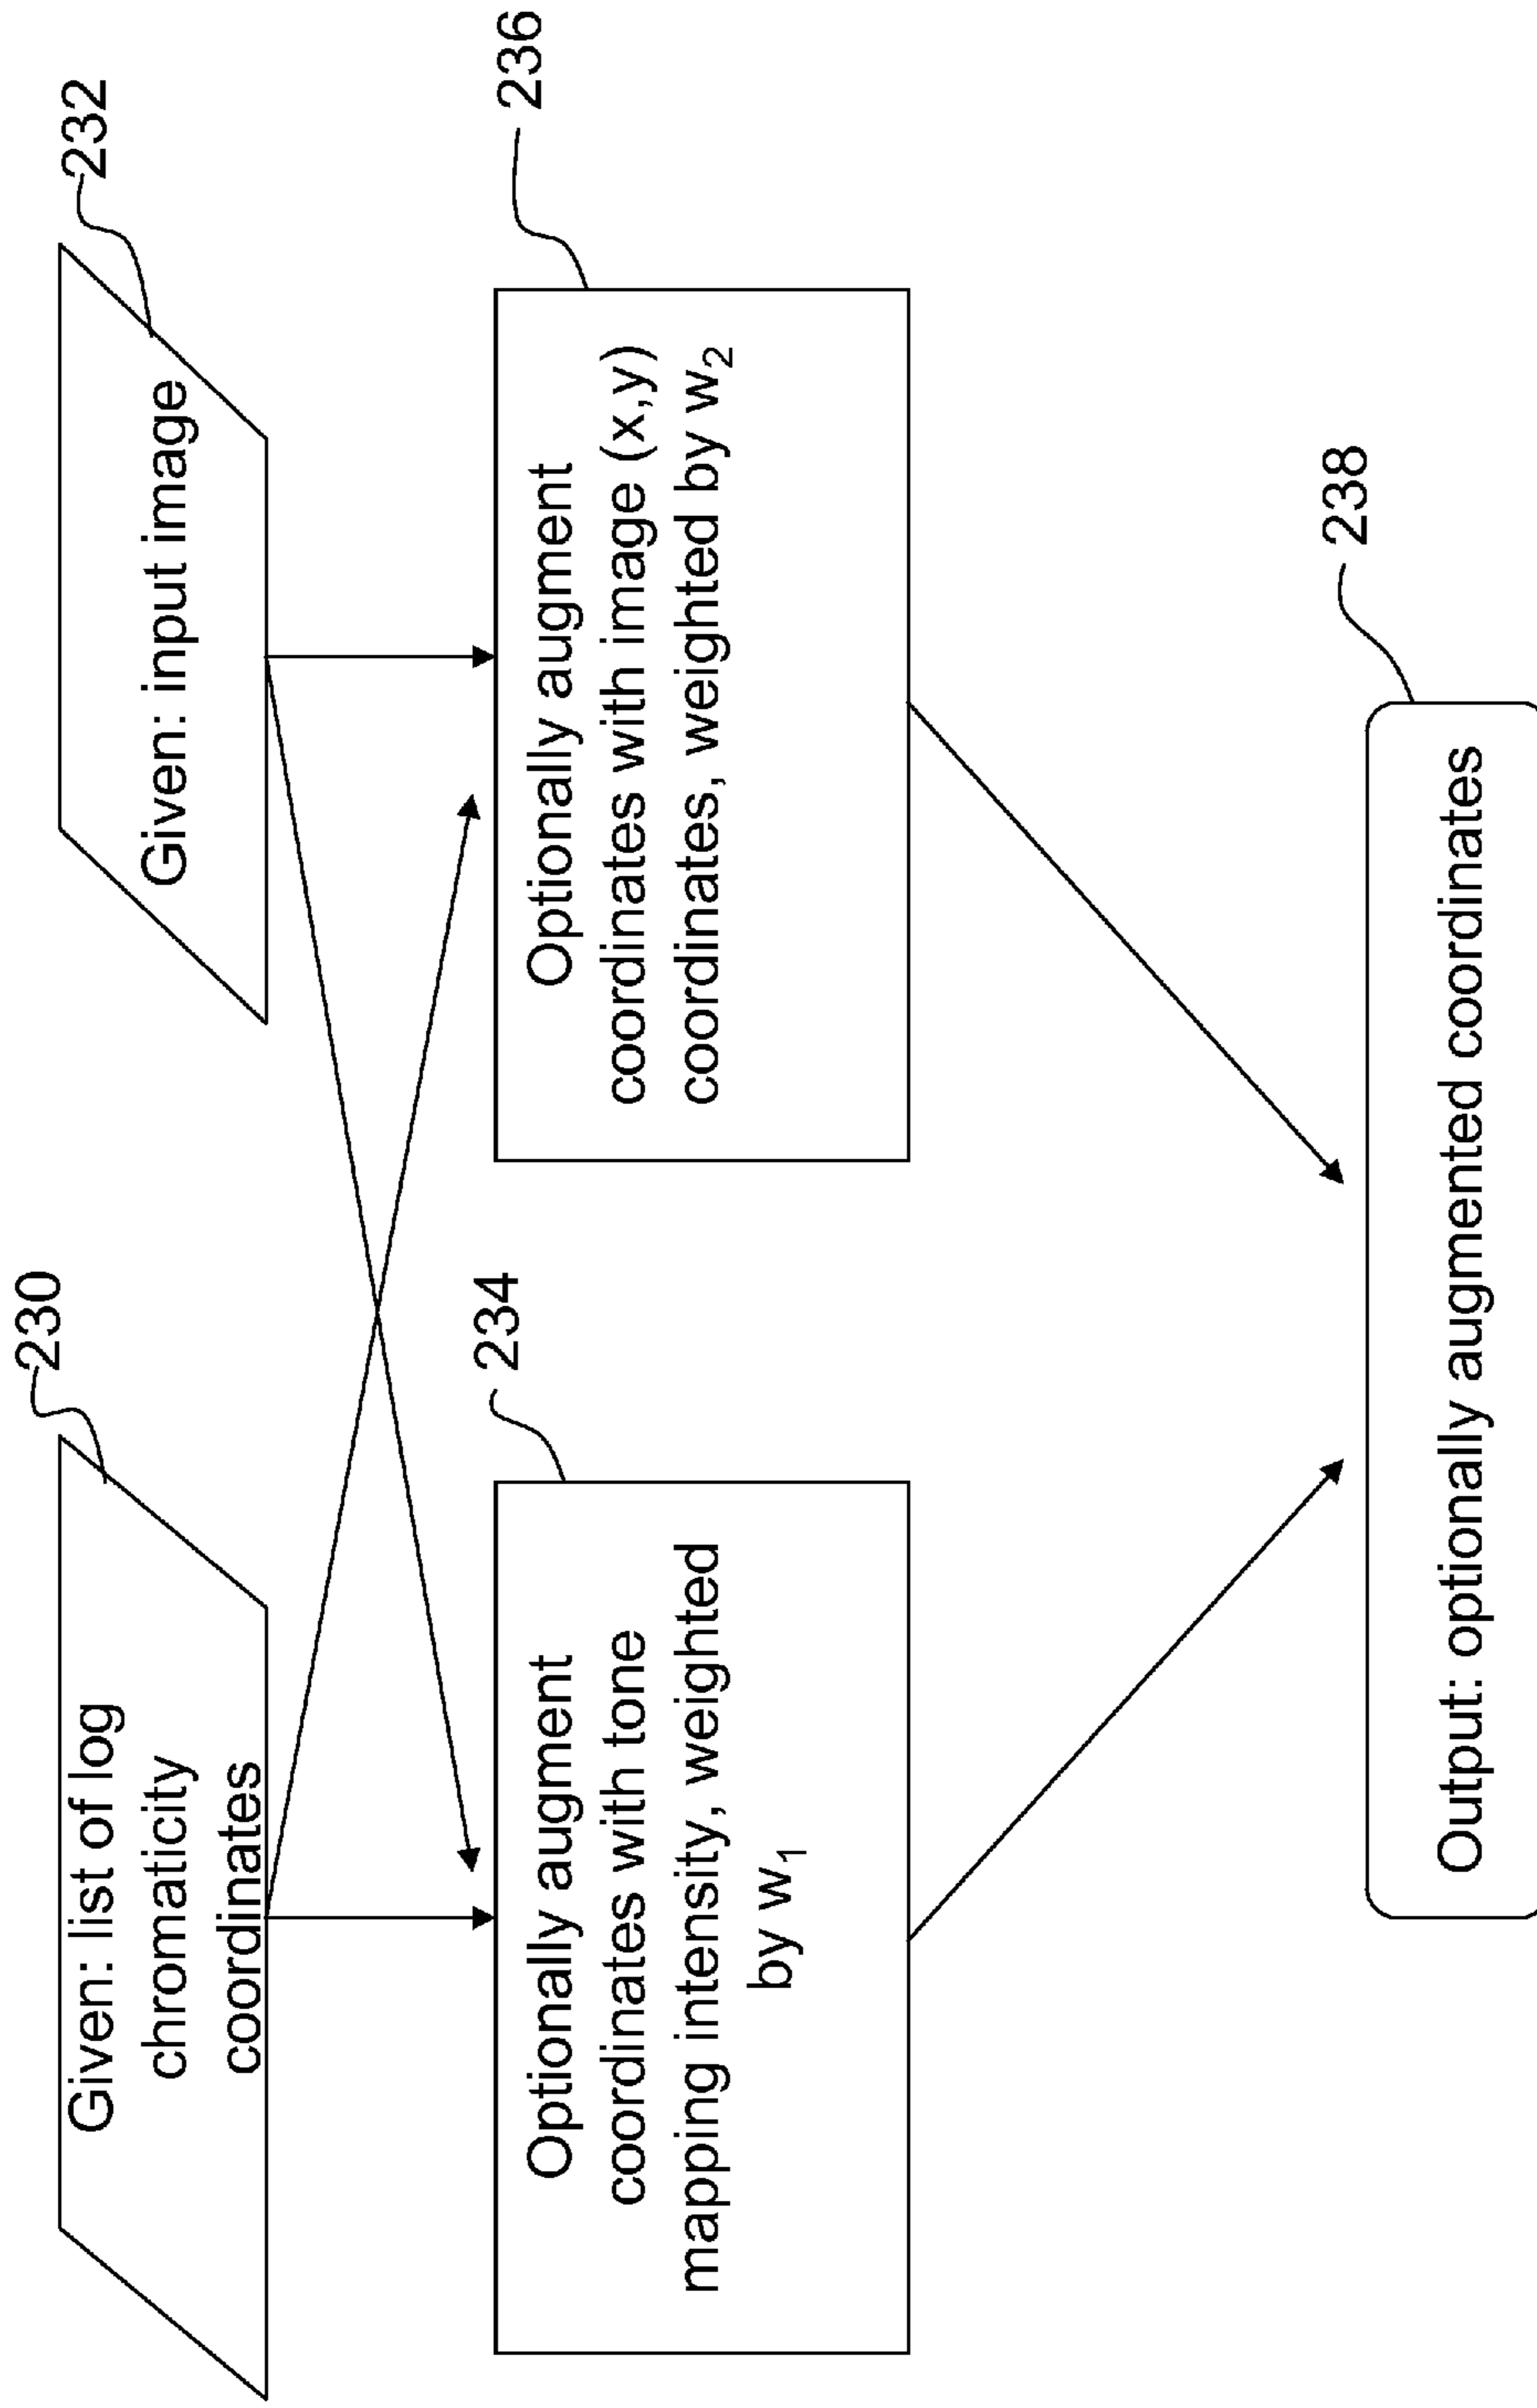 230
Given: list of log
chromaticity
coordinates
232
Given: input image
234
Optionally augment
coordinates with tone
mapping intensity, weighted
by w₁
236
Optionally augment
coordinates with image (x,y)
coordinates, weighted by w₂
238
Output: optionally augmented coordinates